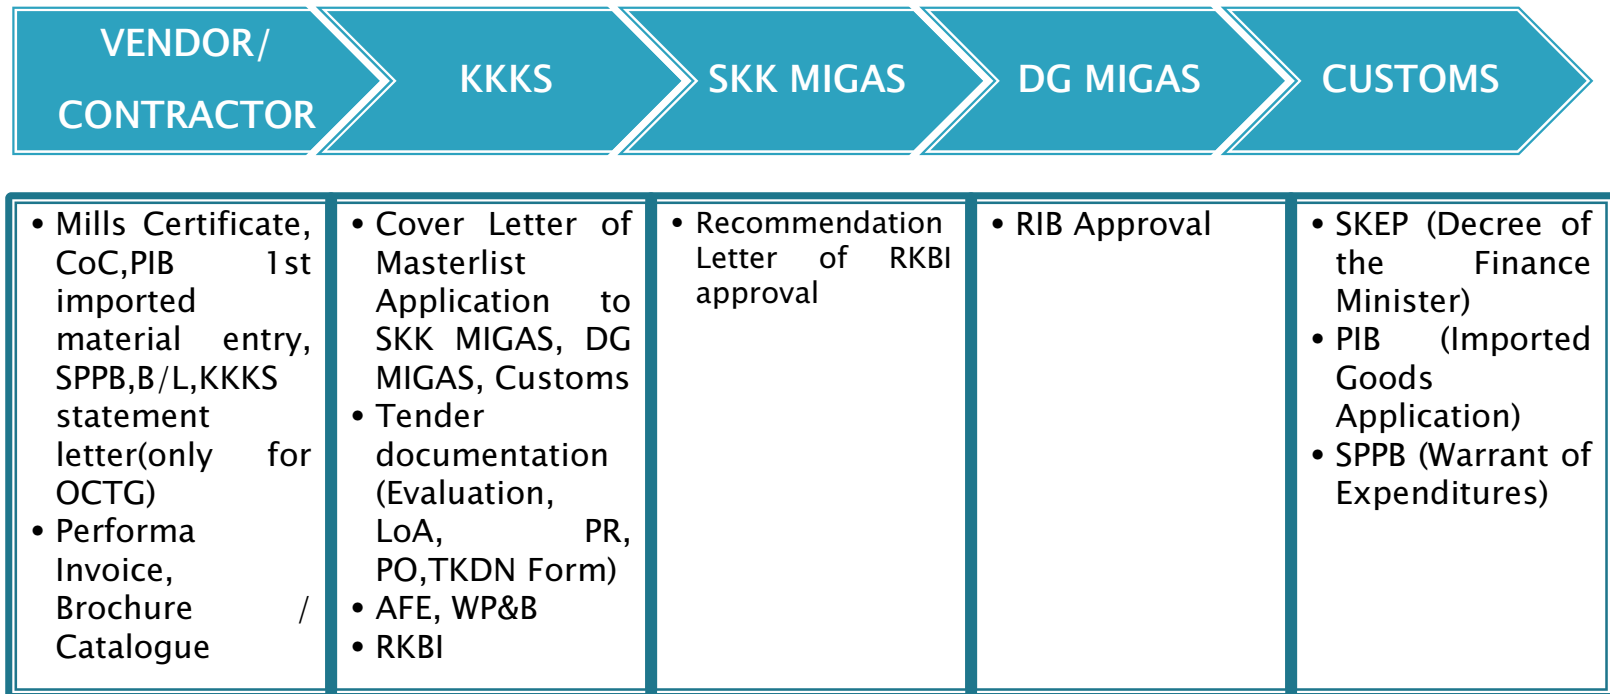 VENDOR/
CONTRACTOR
KKKS
SKK MIGAS
DG MIGAS
CUSTOMS
• Mills Certificate,
CoC,PIB 1st
imported
material entry,
SPPB,B/L,KKKS
statement
letter(only for
OCTG)
• Performa
Invoice,
Brochure /
Catalogue
• Cover Letter of
Masterlist
Application to
SKK MIGAS, DG
MIGAS, Customs
• Tender
documentation
(Evaluation,
LoA, PR,
PO,TKDN Form)
• AFE, WP&B
• RKBI
• Recommendation
Letter of RKBI
approval
• RIB Approval
• SKEP (Decree of
the Finance
Minister)
• PIB (Imported
Goods
Application)
• SPPB (Warrant of
Expenditures)